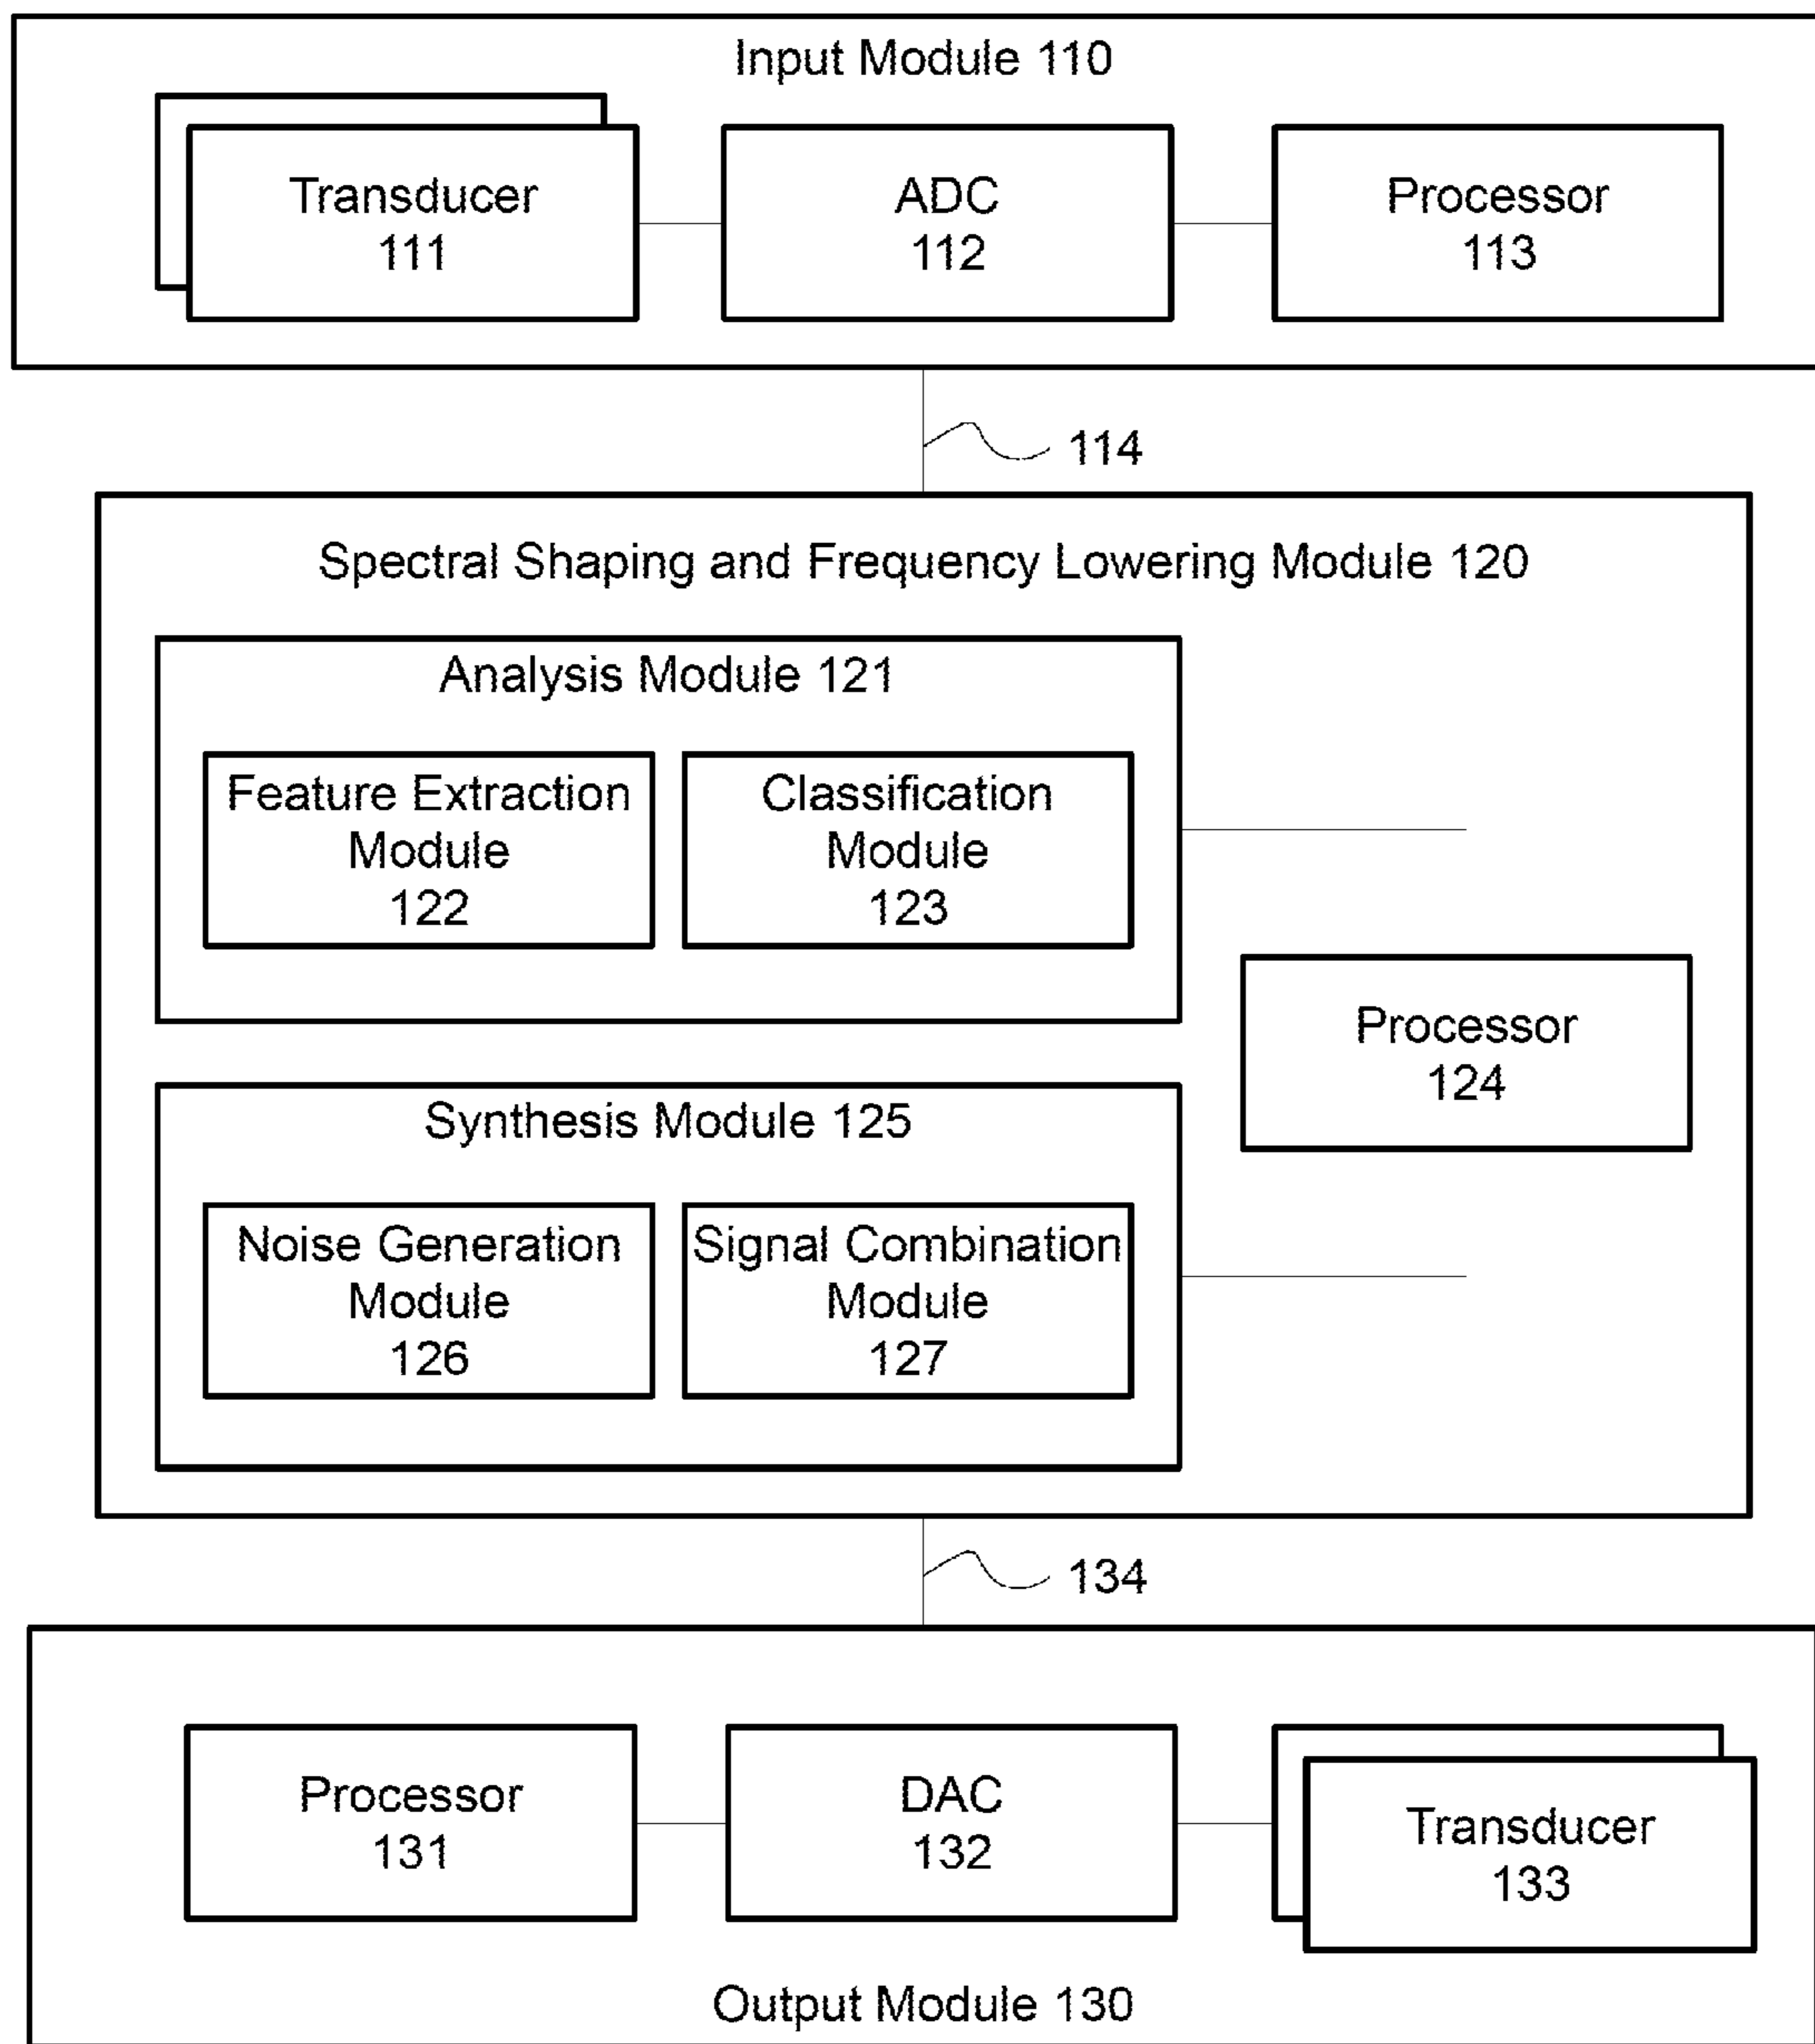 Input Module 110
Transducer
111
ADC
112
Processor
113
114
Spectral Shaping and Frequency Lowering Module 120
Analysis Module 121
Feature Extraction
Module
122
Classification
Module
123
Processor
124
Synthesis Module 125
Noise Generation
Module
126
Signal Combination
Module
127
134
Processor
131
DAC
132
Transducer
133
Output Module 130